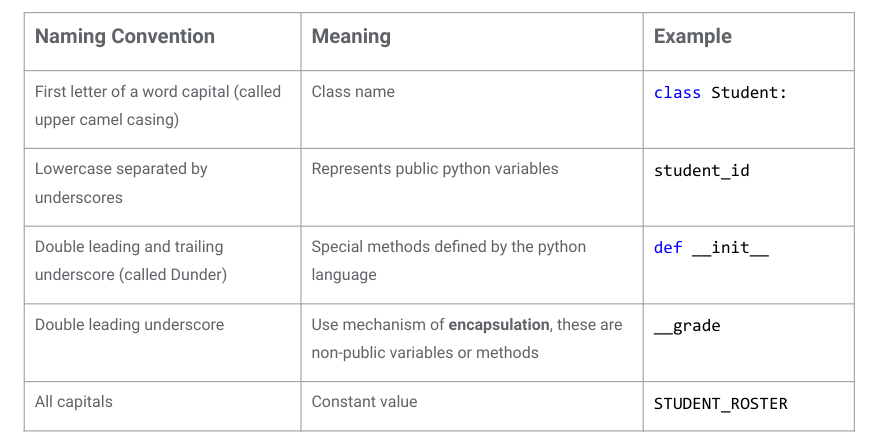 Naming Convention Meaning Example
First letter of a word capital (called
upper camel casing)
Class name
class Student:
Lowercase separated by
underscores
Represents public python variables
student_id
Double leading and trailing
underscore (called Dunder)
Special methods defined by the python
language
def __init__
Double leading underscore
Use mechanism of encapsulation, these are
non-public variables or methods
__grade
All capitals
Constant value
STUDENT_ROSTER